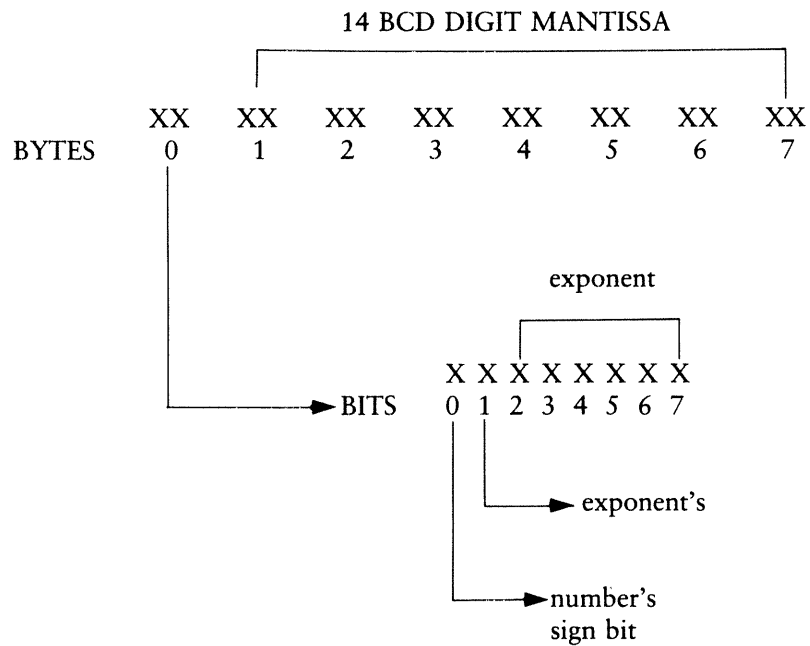 14 BCD DIGIT MANTISSA
XX XX XX XX XX XX XX XX
BYTES 0 1 2 3 4 5 6 7
exponent
X X X X X X X X
BITS 0 1 2 3 4 5 6 7
exponent's
number's
sign bit